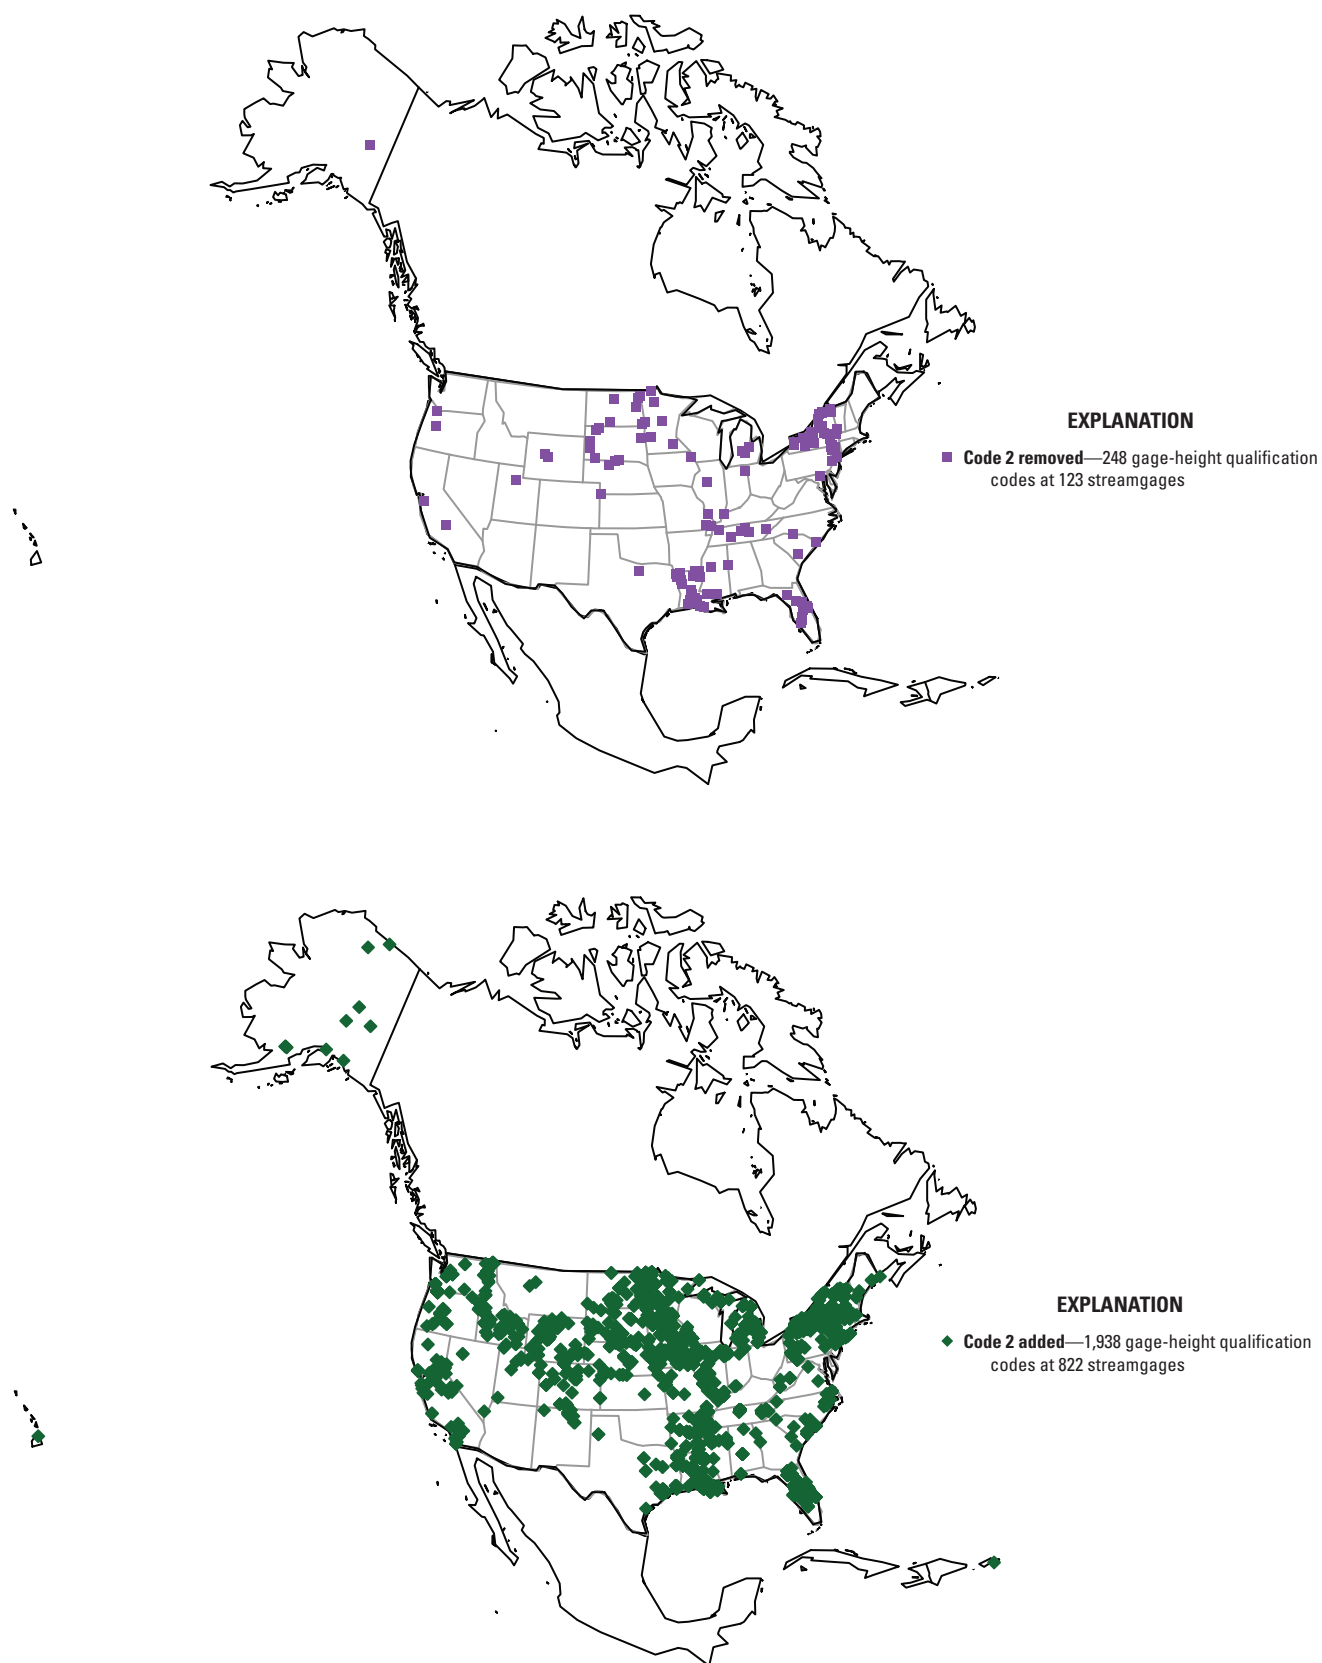 EXPLANATION
Code 2 removed—248 gage-height qualification
codes at 123 streamgages
EXPLANATION
Code 2 added—1,938 gage-height qualification
codes at 822 streamgages